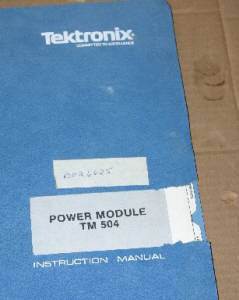 Tektronix
COMMITTED TO EXCELLENCE
POWER MODULE
TM 504
INSTRUCTION MANUAL